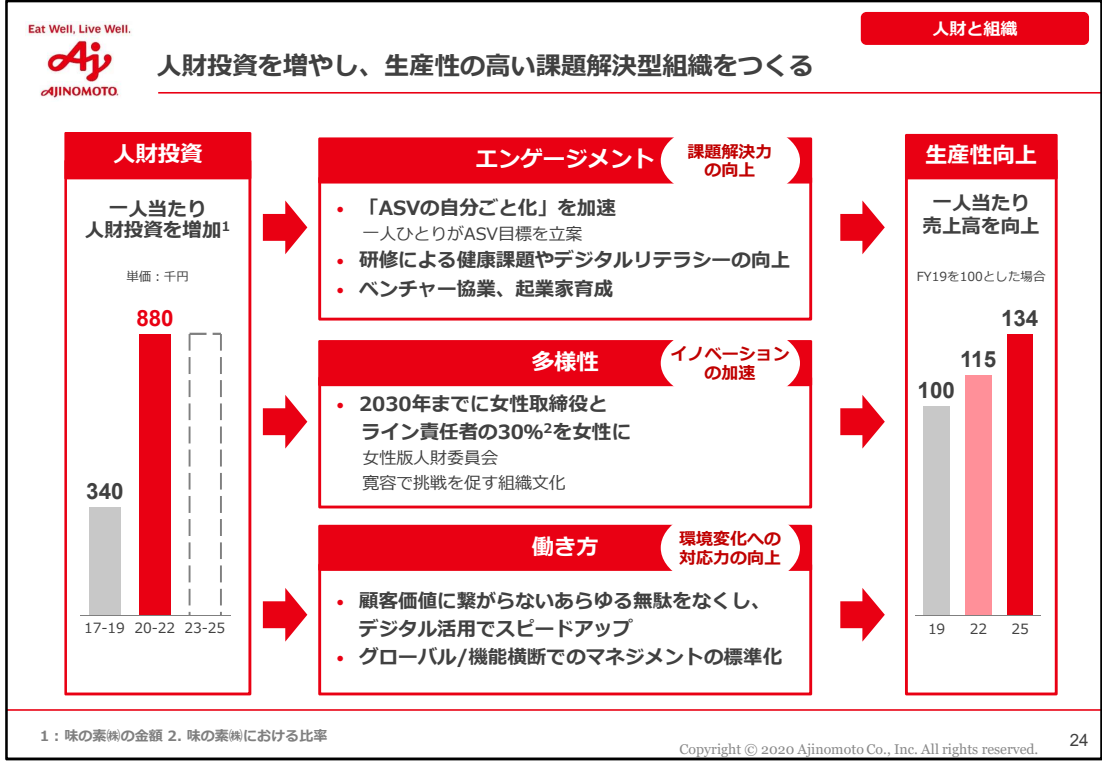 Eat Well, Live Well.
AJINOMOTO
人財と組織
人財投資を増やし、生産性の高い課題解決型組織をつくる
人財投資
一人当たり
人財投資を増加1
単価：千円
880
340
17-19 20-22 23-25
エンゲージメント
課題解決力
の向上
• 「ASVの自分ごと化」を加速
一人ひとりがASV目標を立案
• 研修による健康課題やデジタルリテラシーの向上
• ベンチャー協業、起業家育成
多様性
イノベーション
の加速
• 2030年までに女性取締役と
ライン責任者の30%2を女性に
女性版人財委員会
寛容で挑戦を促す組織文化
働き方
環境変化への
対応力の向上
• 顧客価値に繋がらないあらゆる無駄をなくし、
デジタル活用でスピードアップ
• グローバル/機能横断でのマネジメントの標準化
生産性向上
一人当たり
売上高を向上
FY19を100とした場合
134
115
100
19 22 25
1：味の素㈱の金額 2. 味の素㈱における比率
Copyright © 2020 Ajinomoto Co., Inc. All rights reserved.
24